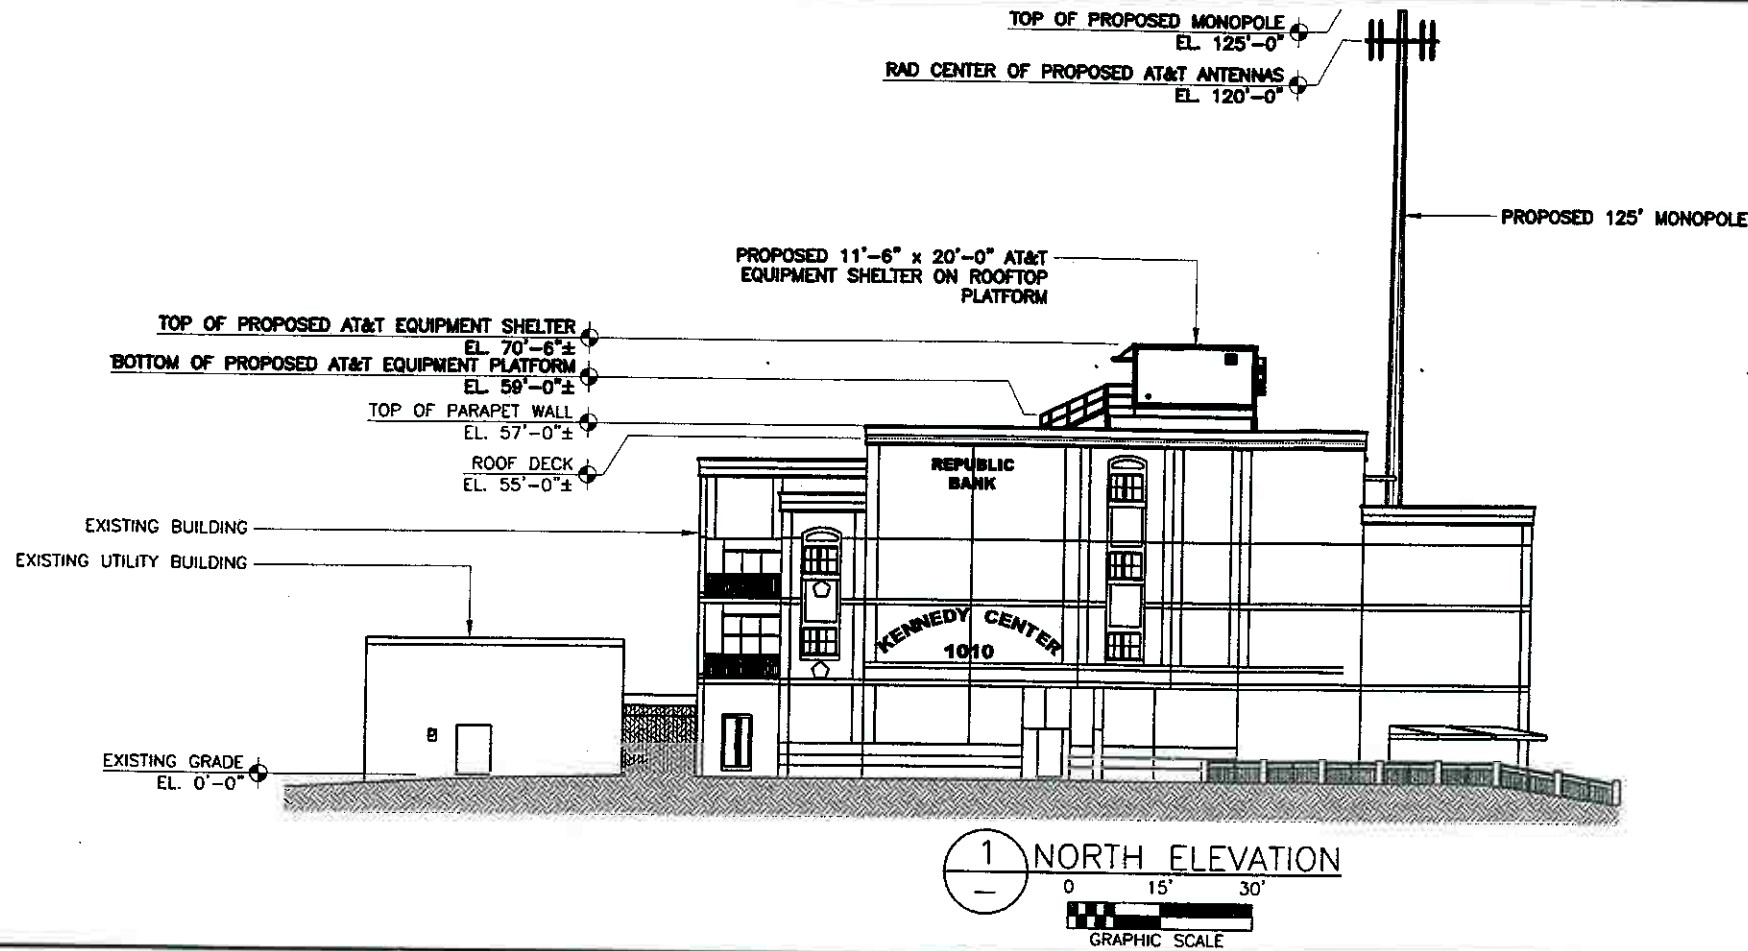 TOP OF PROPOSED MONOPOLE
EL. 125'-0"
RAD CENTER OF PROPOSED AT&T ANTENNAS
EL. 120'-0"
PROPOSED 125' MONOPOLE
PROPOSED 11'-6" x 20'-0" AT&T
EQUIPMENT SHELTER ON ROOFTOP
PLATFORM
TOP OF PROPOSED AT&T EQUIPMENT SHELTER
EL. 70'-6"±
BOTTOM OF PROPOSED AT&T EQUIPMENT PLATFORM
EL. 59'-0"±
TOP OF PARAPET WALL
EL. 57'-0"±
ROOF DECK
EL. 55'-0"±
REPUBLIC
BANK
EXISTING BUILDING
EXISTING UTILITY BUILDING
KENNEDY CENTER
1010
EXISTING GRADE
EL. 0'-0"
1
—
NORTH ELEVATION
0 15' 30'
GRAPHIC SCALE